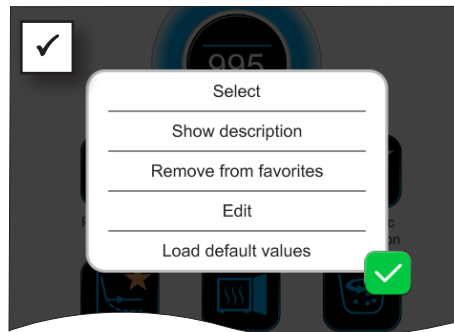 995
Select
Show description
Remove from favorites
Edit
Load default values